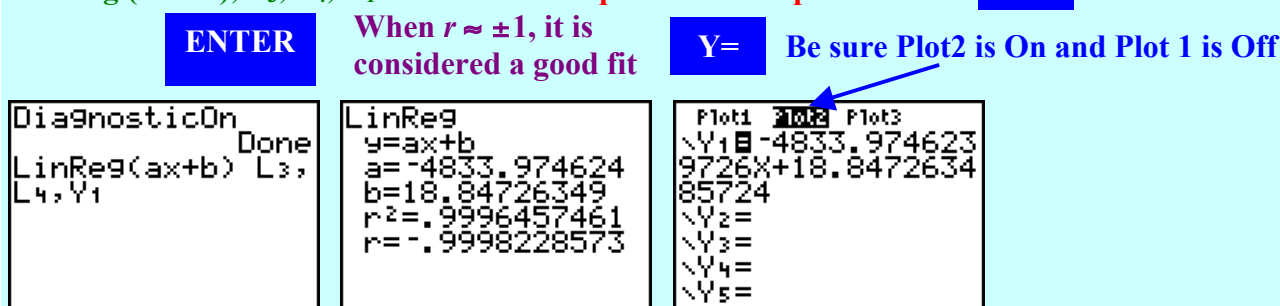 ENTER
When r ≈ ±1, it is
considered a good fit
Y=
Be sure Plot2 is On and Plot 1 is Off
DiagnosticOn
Done
LinReg(ax+b) L₃,
L₄,Y₁
LinReg
y=ax+b
a=-4833.974624
b=18.84726349
r²=.9996457461
r=-.9998228573
Plot1 Plot2 Plot3
\Y₁=-4833.974623
9726X+18.8472634
85724
\Y₂=
\Y₃=
\Y₄=
\Y₅=